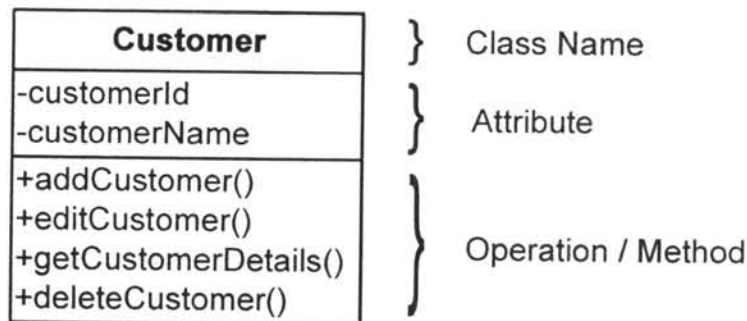 Customer
-customerId
-customerName
+addCustomer()
+editCustomer()
+getCustomerDetails()
+deleteCustomer()
} Class Name
} Attribute
} Operation / Method